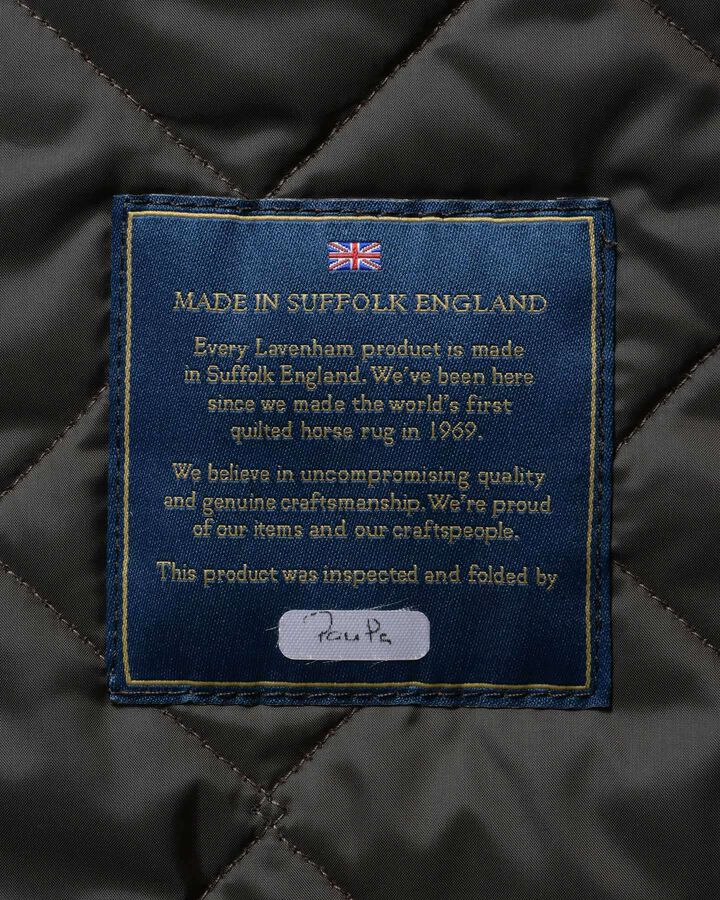 MADE IN SUFFOLK ENGLAND
Every Lavenham product is made
in Suffolk England. We've been here
since we made the world's first
quilted horse rug in 1969.
We believe in uncompromising quality
and genuine craftsmanship. We're proud
of our items and our craftspeople.
This product was inspected and folded by